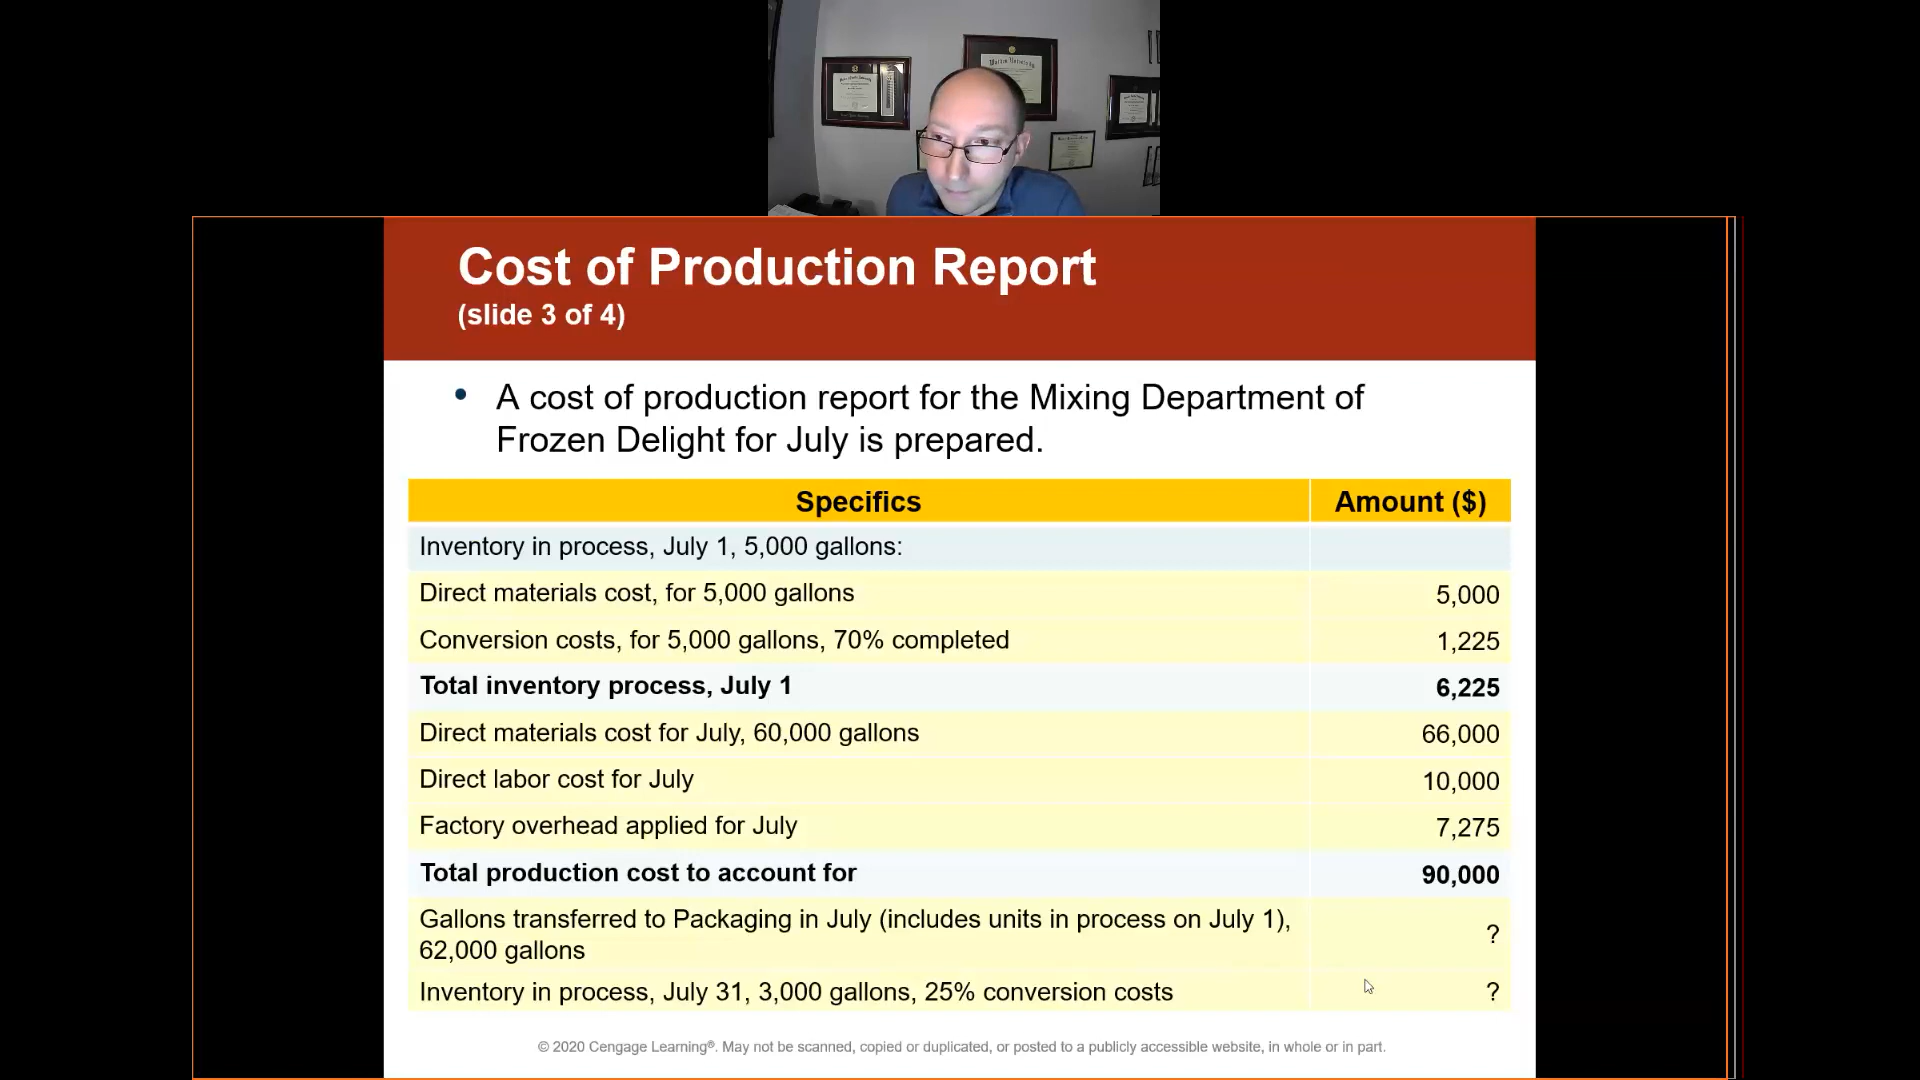 Cost of Production Report
(slide 3 of 4)
• A cost of production report for the Mixing Department of
Frozen Delight for July is prepared.
Specifics Amount ($)
Inventory in process, July 1, 5,000 gallons:
Direct materials cost, for 5,000 gallons 5,000
Conversion costs, for 5,000 gallons, 70% completed 1,225
Total inventory process, July 1 6,225
Direct materials cost for July, 60,000 gallons 66,000
Direct labor cost for July 10,000
Factory overhead applied for July 7,275
Total production cost to account for 90,000
Gallons transferred to Packaging in July (includes units in process on July 1),
62,000 gallons ?
Inventory in process, July 31, 3,000 gallons, 25% conversion costs ?
© 2020 Cengage Learning®. May not be scanned, copied or duplicated, or posted to a publicly accessible website, in whole or in part.